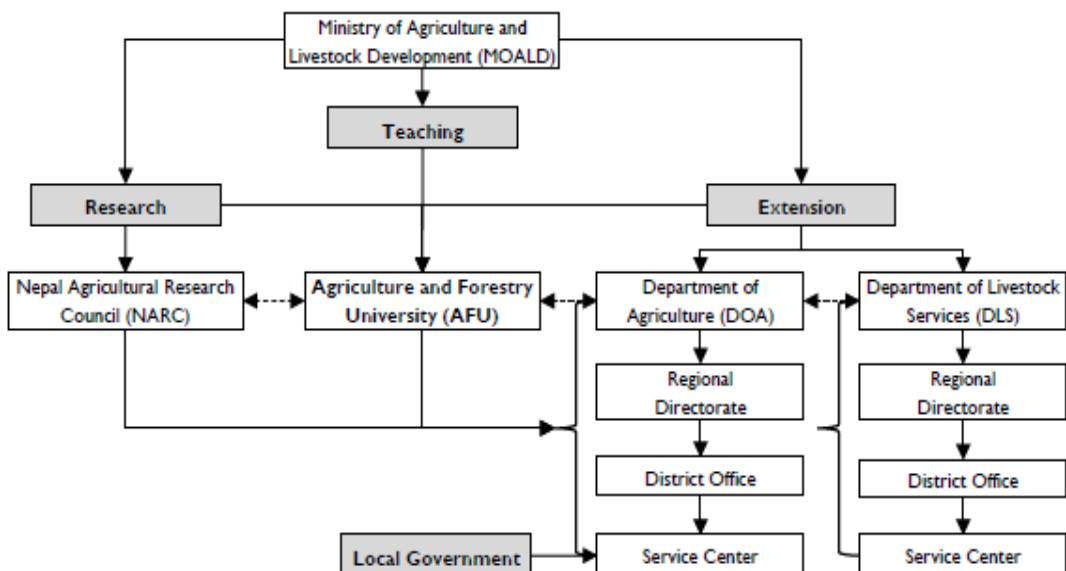 Ministry of Agriculture and
Livestock Development (MOALD)
Teaching
Research
Extension
Nepal Agricultural Research
Council (NARC)
Agriculture and Forestry
University (AFU)
Department of
Agriculture (DOA)
Department of Livestock
Services (DLS)
Regional
Directorate
Regional
Directorate
District Office
District Office
Local Government
Service Center
Service Center